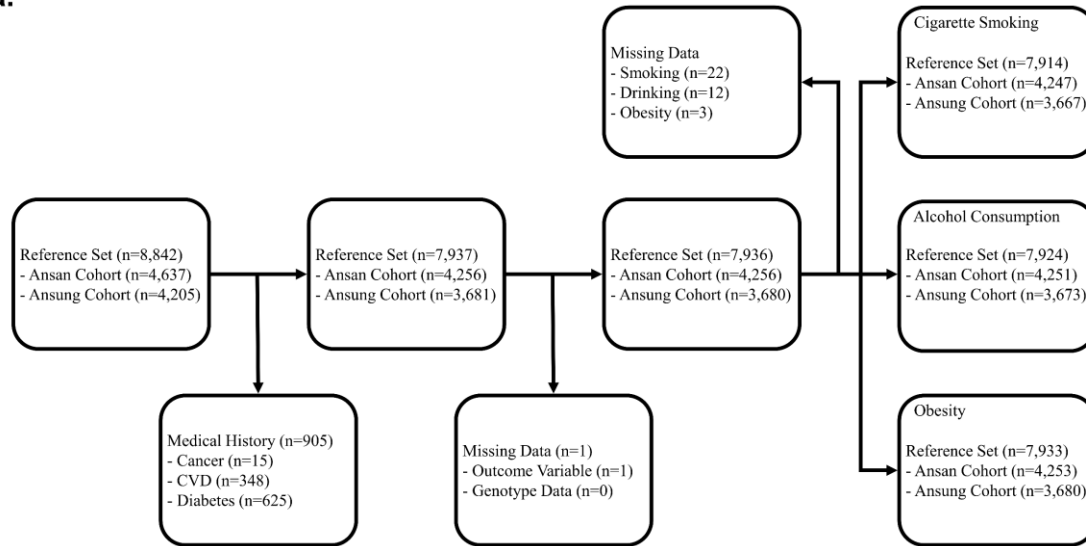 a.
Missing Data
- Smoking (n=22)
- Drinking (n=12)
- Obesity (n=3)
Cigarette Smoking
Reference Set (n=7,914)
- Ansan Cohort (n=4,247)
- Ansung Cohort (n=3,667)
Reference Set (n=8,842)
- Ansan Cohort (n=4,637)
- Ansung Cohort (n=4,205)
Reference Set (n=7,937)
- Ansan Cohort (n=4,256)
- Ansung Cohort (n=3,681)
Reference Set (n=7,936)
- Ansan Cohort (n=4,256)
- Ansung Cohort (n=3,680)
Alcohol Consumption
Reference Set (n=7,924)
- Ansan Cohort (n=4,251)
- Ansung Cohort (n=3,673)
Medical History (n=905)
- Cancer (n=15)
- CVD (n=348)
- Diabetes (n=625)
Missing Data (n=1)
- Outcome Variable (n=1)
- Genotype Data (n=0)
Obesity
Reference Set (n=7,933)
- Ansan Cohort (n=4,253)
- Ansung Cohort (n=3,680)